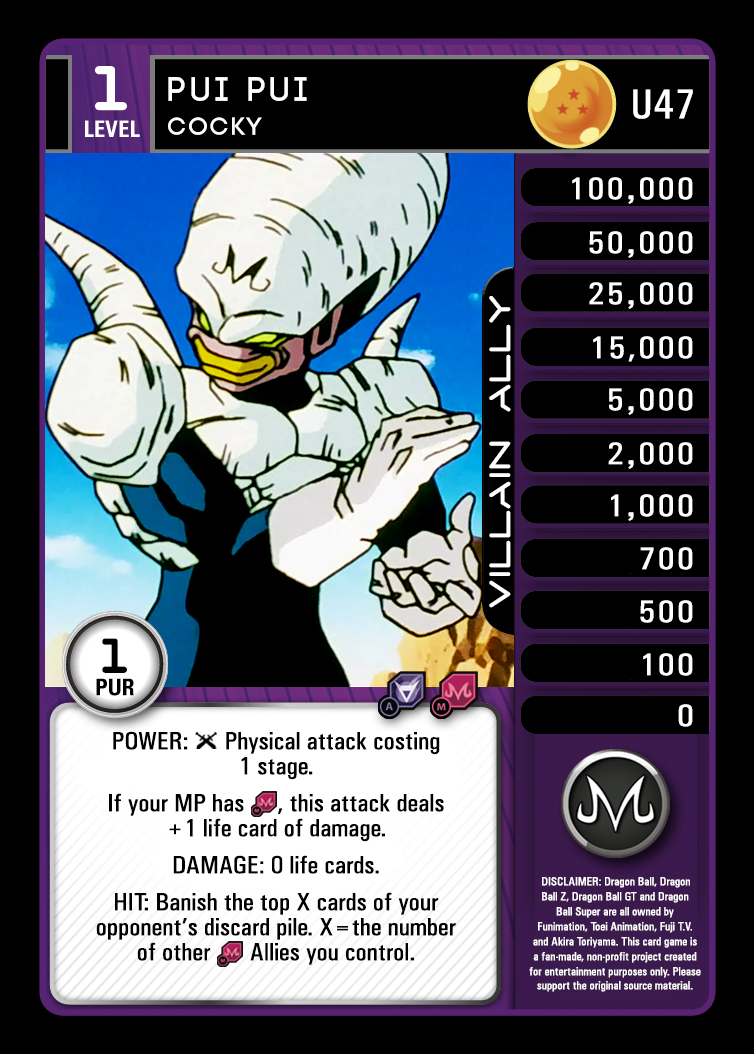 1
LEVEL
PUI PUI
COCKY
U47
100,000
50,000
25,000
15,000
5,000
2,000
1,000
700
500
100
0
VILLAIN ALLY
M
1
PUR
A
M
POWER: Physical attack costing
1 stage.
If your MP has , this attack deals
+1 life card of damage.
DAMAGE: 0 life cards.
HIT: Banish the top X cards of your
opponent's discard pile. X=the number
of other Allies you control.
M
DISCLAIMER: Dragon Ball, Dragon
Ball Z, Dragon Ball GT and Dragon
Ball Super are all owned by
Funimation, Toei Animation, Fuji T.V.
and Akira Toriyama. This card game is
a fan-made, non-profit project created
for entertainment purposes only. Please
support the original source material.